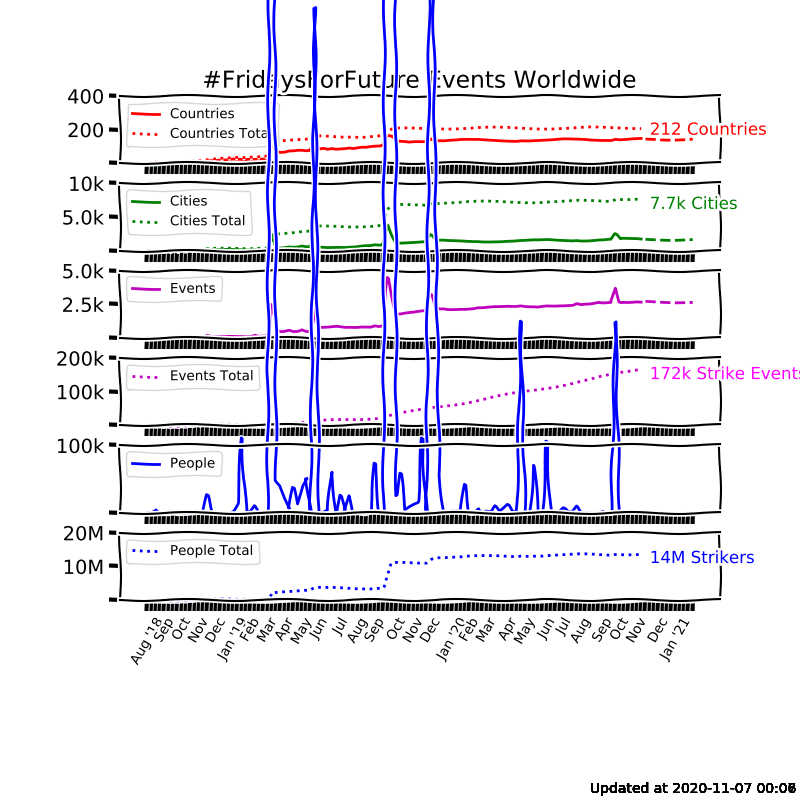 #FridaysForFuture Events Worldwide
400
200
Countries
Countries Total
212 Countries
10k
5.0k
Cities
Cities Total
7.7k Cities
5.0k
2.5k
Events
200k
100k
Events Total
172k Strike Events
100k
People
20M
10M
People Total
14M Strikers
Aug '18
Sep
Oct
Nov
Dec
Jan '19
Feb
Mar
Apr
May
Jun
Jul
Aug
Sep
Oct
Nov
Dec
Jan '20
Feb
Mar
Apr
May
Jun
Jul
Aug
Sep
Oct
Nov
Dec
Jan '21
Updated at 2020-11-07 00:06